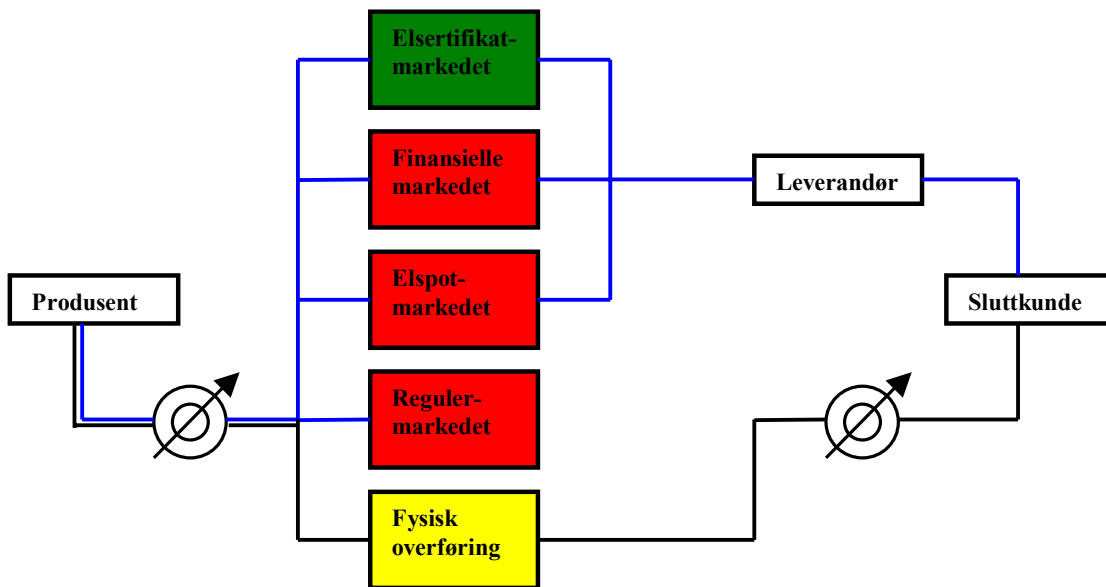 Elsertifikat-
markedet
Finansielle
markedet
Leverandør
Elspot-
markedet
Produsent
Sluttkunde
Reguler-
markedet
Fysisk
overføring